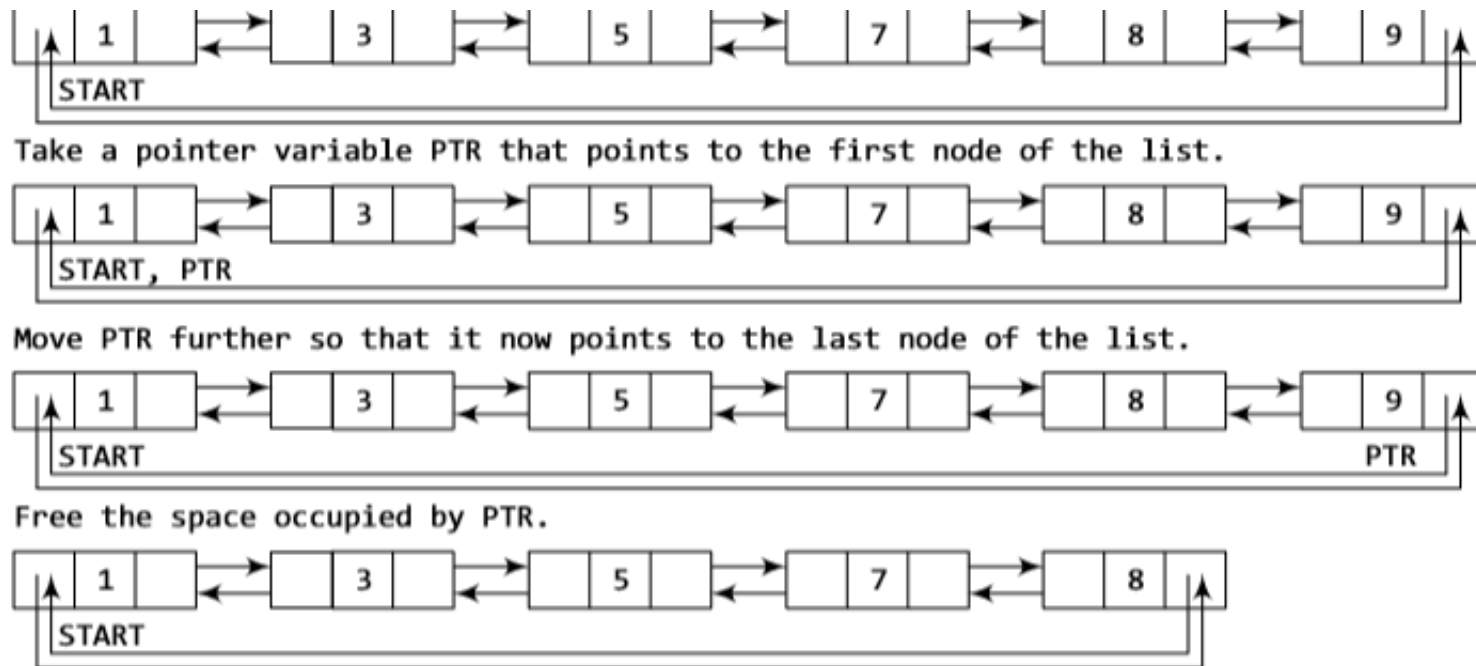 1 3 5 7 8 9
START
Take a pointer variable PTR that points to the first node of the list.
1 3 5 7 8 9
START, PTR
Move PTR further so that it now points to the last node of the list.
1 3 5 7 8 9
START PTR
Free the space occupied by PTR.
1 3 5 7 8
START